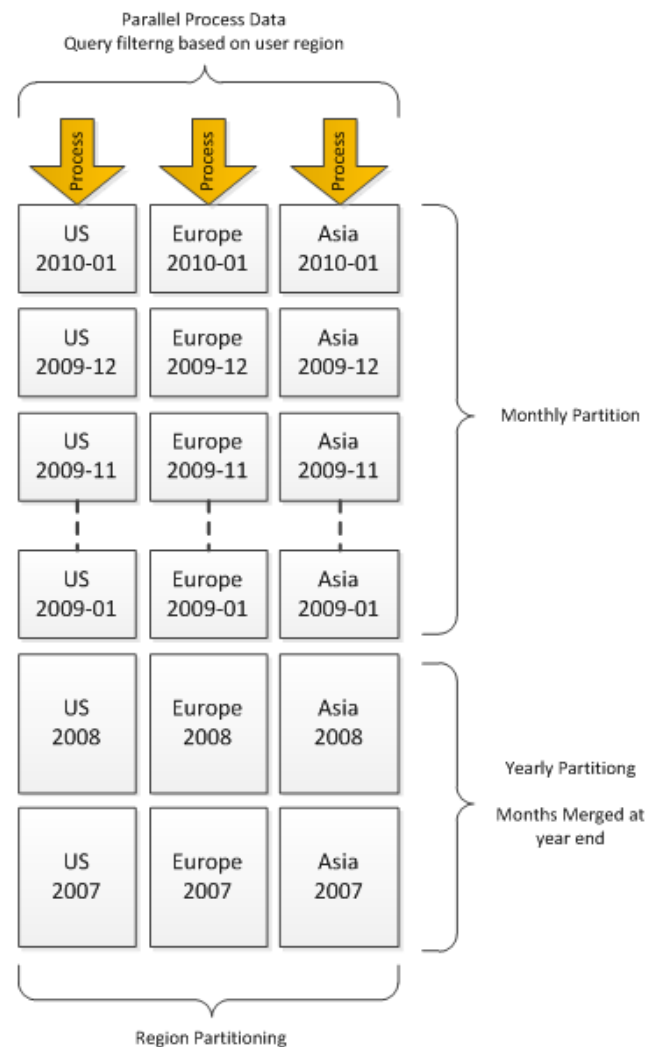 Parallel Process Data
Query filterng based on user region
Process
Process
Process
US
2010-01
Europe
2010-01
Asia
2010-01
US
2009-12
Europe
2009-12
Asia
2009-12
US
2009-11
Europe
2009-11
Asia
2009-11
Monthly Partition
US
2009-01
Europe
2009-01
Asia
2009-01
US
2008
Europe
2008
Asia
2008
Yearly Partitiong
Months Merged at
year end
US
2007
Europe
2007
Asia
2007
Region Partitioning